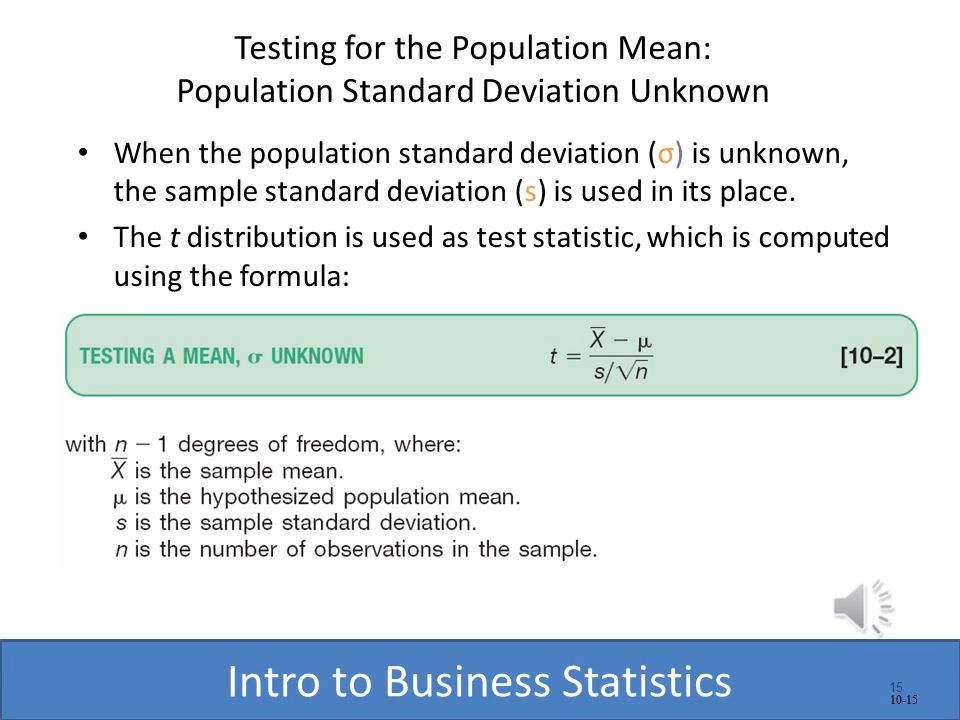 Testing for the Population Mean:
Population Standard Deviation Unknown
• When the population standard deviation (σ) is unknown,
the sample standard deviation (s) is used in its place.
• The t distribution is used as test statistic, which is computed
using the formula:
TESTING A MEAN, σ UNKNOWN t = (X̅ − μ) / (s/√n) [10–2]
with n − 1 degrees of freedom, where:
X̅ is the sample mean.
μ is the hypothesized population mean.
s is the sample standard deviation.
n is the number of observations in the sample.
Intro to Business Statistics
15
10-15